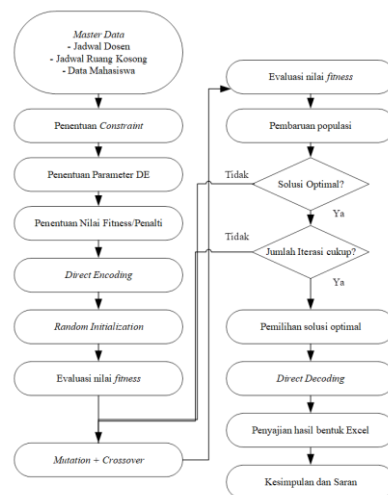 Master Data
- Jadwal Dosen
- Jadwal Ruang Kosong
- Data Mahasiswa
Penentuan Constraint
Penentuan Parameter DE
Penentuan Nilai Fitness/Penalti
Direct Encoding
Random Initialization
Evaluasi nilai fitness
Mutation + Crossover
Evaluasi nilai fitness
Pembaruan populasi
Tidak
Solusi Optimal?
Ya
Tidak
Jumlah Iterasi cukup?
Ya
Pemilihan solusi optimal
Direct Decoding
Penyajian hasil bentuk Excel
Kesimpulan dan Saran